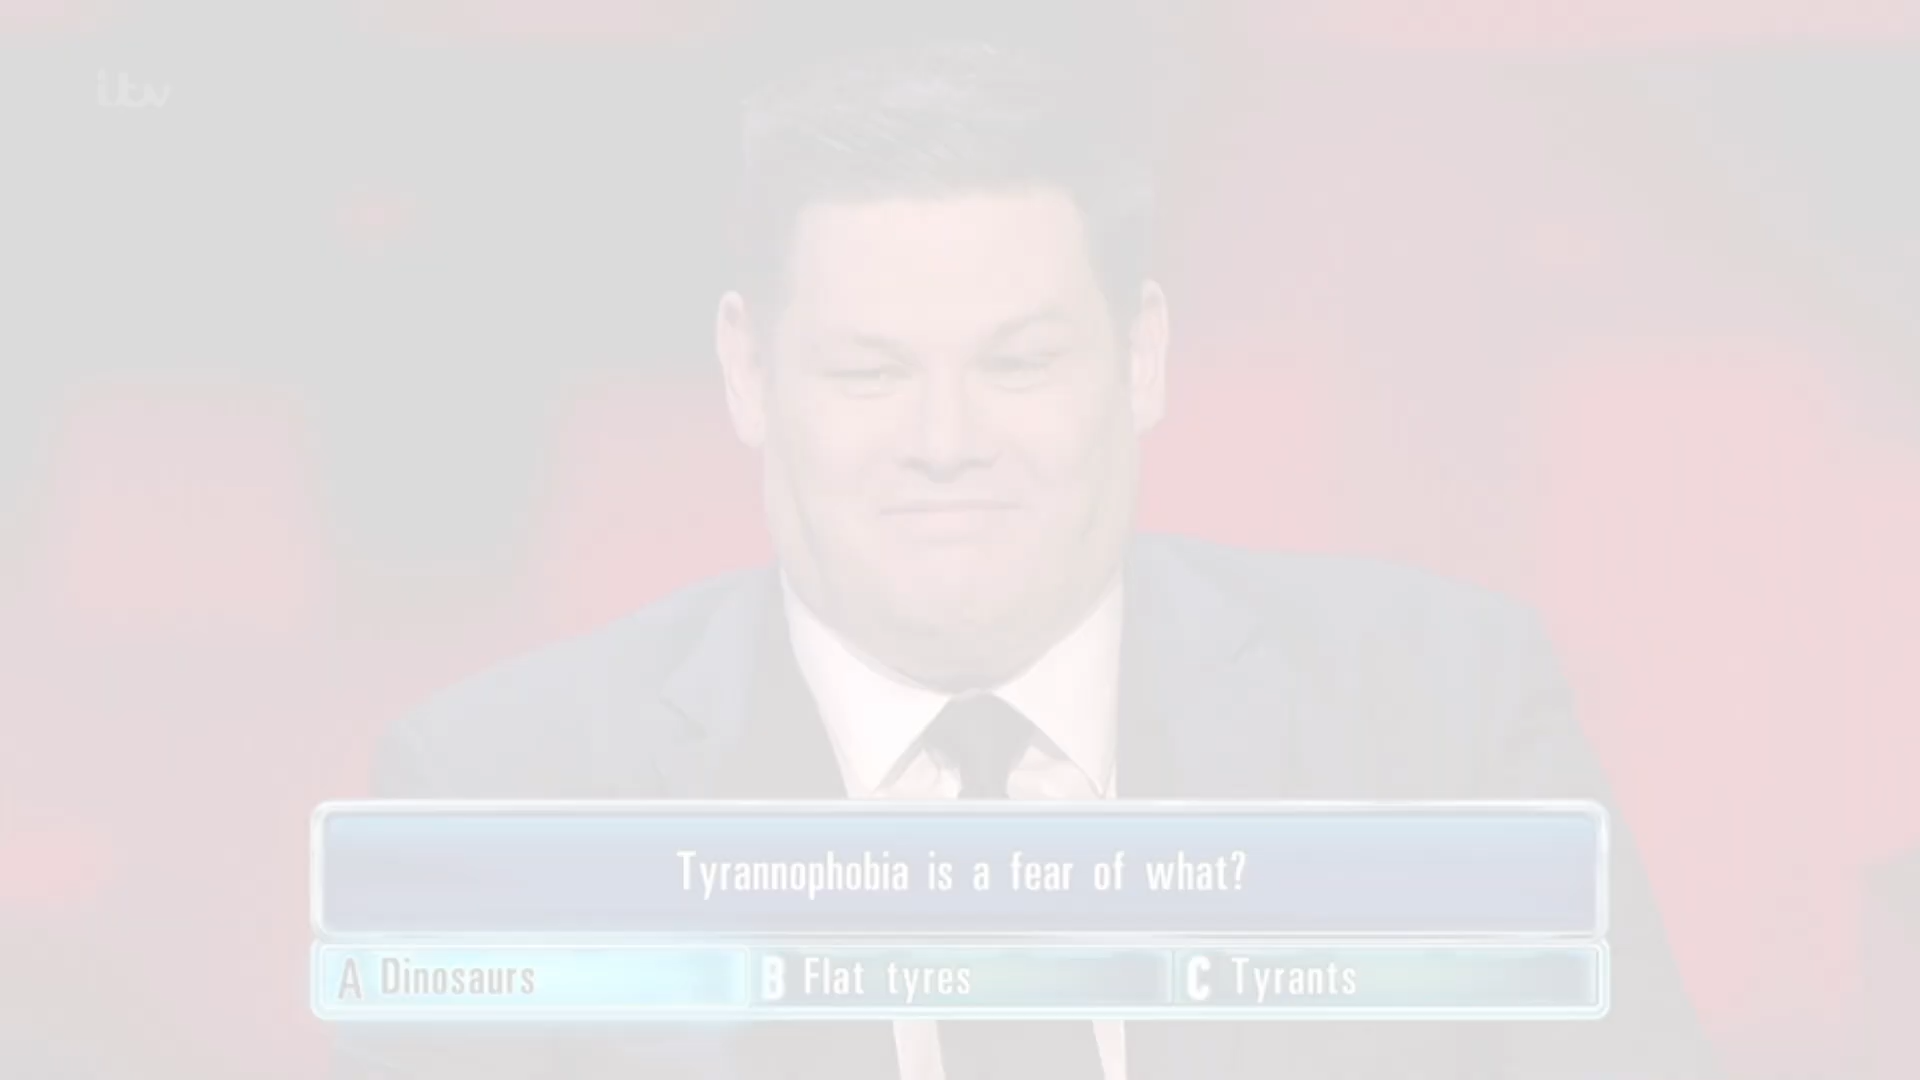 itv
Tyrannophobia is a fear of what?
A Dinosaurs
B Flat tyres
C Tyrants